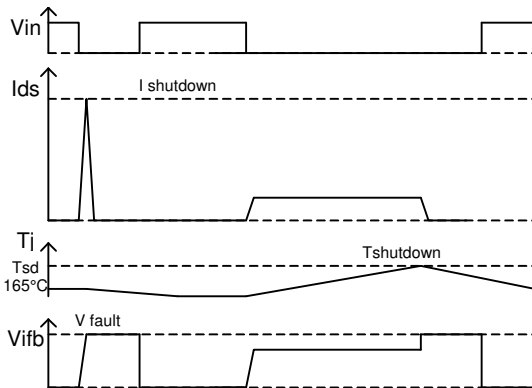 Vin
Ids
I shutdown
Tj
Tsd
165°C
Tshutdown
Vifb
V fault